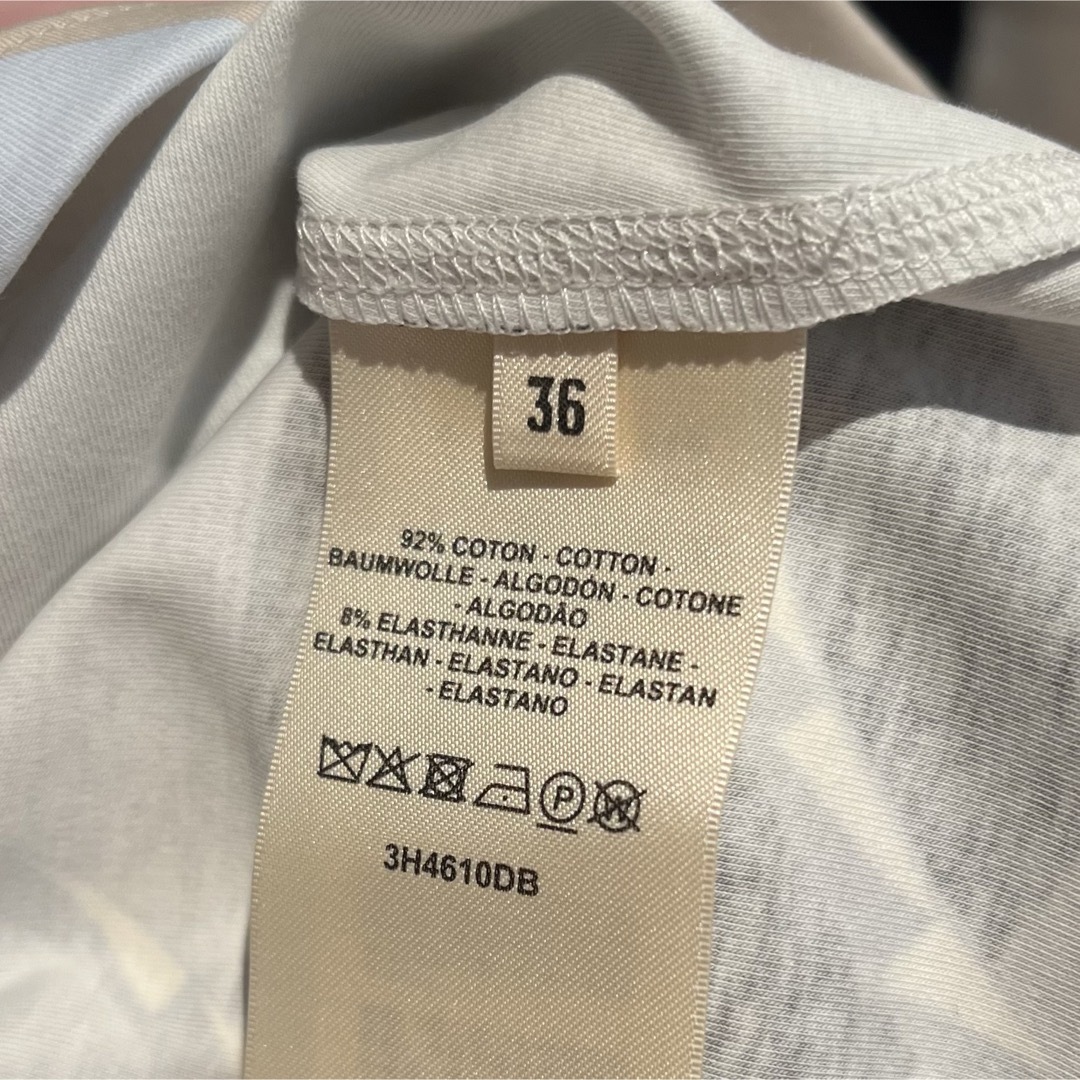 36
92% COTON - COTTON -
BAUMWOLLE - ALGODÓN - COTONE
- ALGODÃO
8% ELASTHANNE - ELASTANE -
ELASTHAN - ELASTANO - ELASTAN
- ELASTANO
P W
3H4610DB